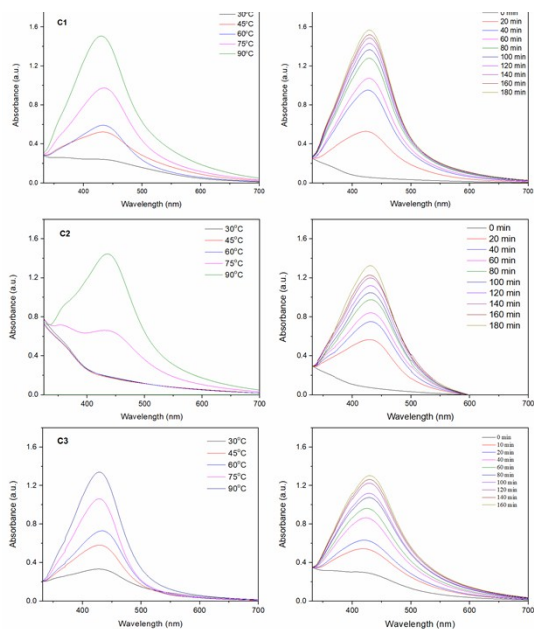 C1
30°C
45°C
60°C
75°C
90°C
1.6
1.2
0.8
0.4
0.0
400
500
600
700
Absorbance (a.u.)
Wavelength (nm)
0 min
20 min
40 min
60 min
80 min
100 min
120 min
140 min
160 min
180 min
1.6
1.2
0.8
0.4
0.0
400
500
600
700
Absorbance (a.u.)
Wavelength (nm)
C2
30°C
45°C
60°C
75°C
90°C
1.6
1.2
0.8
0.4
0.0
400
500
600
700
Absorbance (a.u.)
Wavelength (nm)
0 min
20 min
40 min
60 min
80 min
100 min
120 min
140 min
160 min
180 min
1.6
1.2
0.8
0.4
0.0
400
500
600
700
Absorbance (a.u.)
Wavelength (nm)
C3
30°C
45°C
60°C
75°C
90°C
1.6
1.2
0.8
0.4
0.0
400
500
600
700
Absorbance (a.u.)
Wavelength (nm)
0 min
10 min
20 min
40 min
60 min
80 min
100 min
120 min
140 min
160 min
1.6
1.2
0.8
0.4
0.0
400
500
600
700
Absorbance (a.u.)
Wavelength (nm)